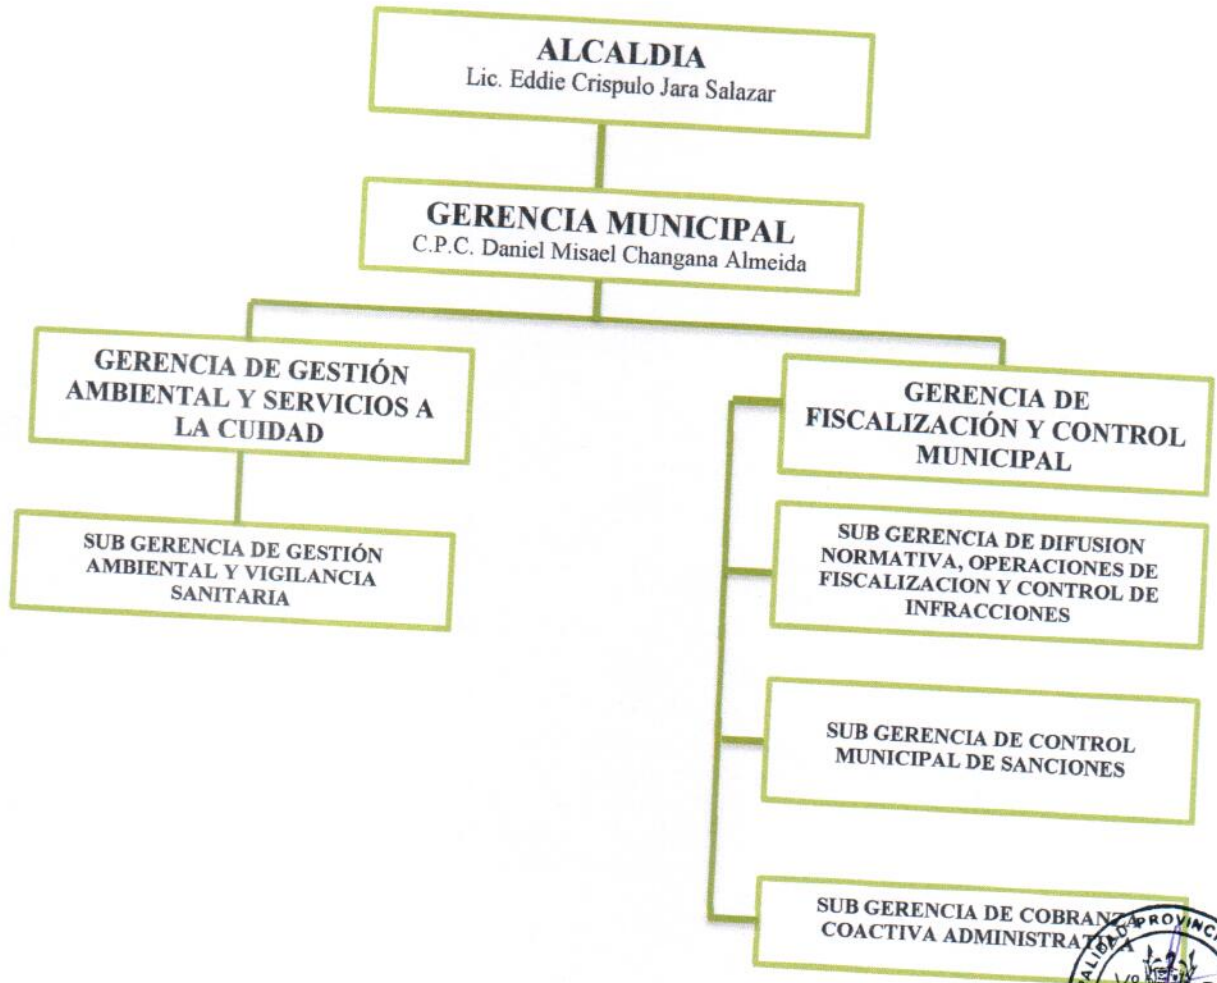 ALCALDIA
Lic. Eddie Crispulo Jara Salazar
GERENCIA MUNICIPAL
C.P.C. Daniel Misael Changana Almeida
GERENCIA DE GESTIÓN
AMBIENTAL Y SERVICIOS A
LA CUIDAD
SUB GERENCIA DE GESTIÓN
AMBIENTAL Y VIGILANCIA
SANITARIA
GERENCIA DE
FISCALIZACIÓN Y CONTROL
MUNICIPAL
SUB GERENCIA DE DIFUSION
NORMATIVA, OPERACIONES DE
FISCALIZACION Y CONTROL DE
INFRACCIONES
SUB GERENCIA DE CONTROL
MUNICIPAL DE SANCIONES
SUB GERENCIA DE COBRANZA
COACTIVA ADMINISTRATIVA